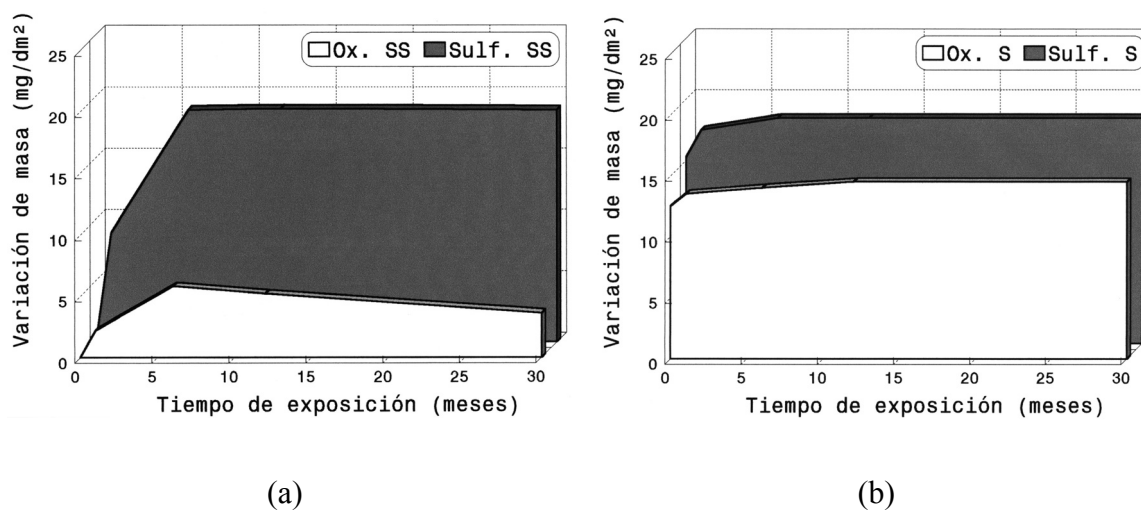 Variación de masa (mg/dm²)
25
20
15
10
5
0
Ox. SS Sulf. SS
0 5 10 15 20 25 30
Tiempo de exposición (meses)
(a)
Variación de masa (mg/dm²)
25
20
15
10
5
0
Ox. S Sulf. S
0 5 10 15 20 25 30
Tiempo de exposición (meses)
(b)